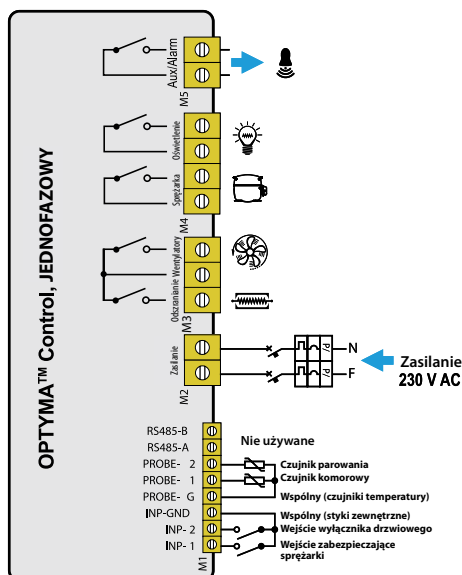 OPTYMA™ Control, JEDNOFAZOWY
Aux/Alarm
M5
Oświetlenie
Sprężarka
M4
Wentylatory
Odszranianie
M3
Zasilanie
M2
N
F
Zasilanie
230 V AC
RS485-B
RS485-A
Nie używane
PROBE- 2
Czujnik parowania
PROBE- 1
Czujnik komorowy
PROBE- G
Wspólny (czujniki temperatury)
INP-GND
Wspólny (styki zewnętrzne)
INP- 2
Wejście wyłącznika drzwiowego
INP- 1
Wejście zabezpieczające
sprężarki
M1